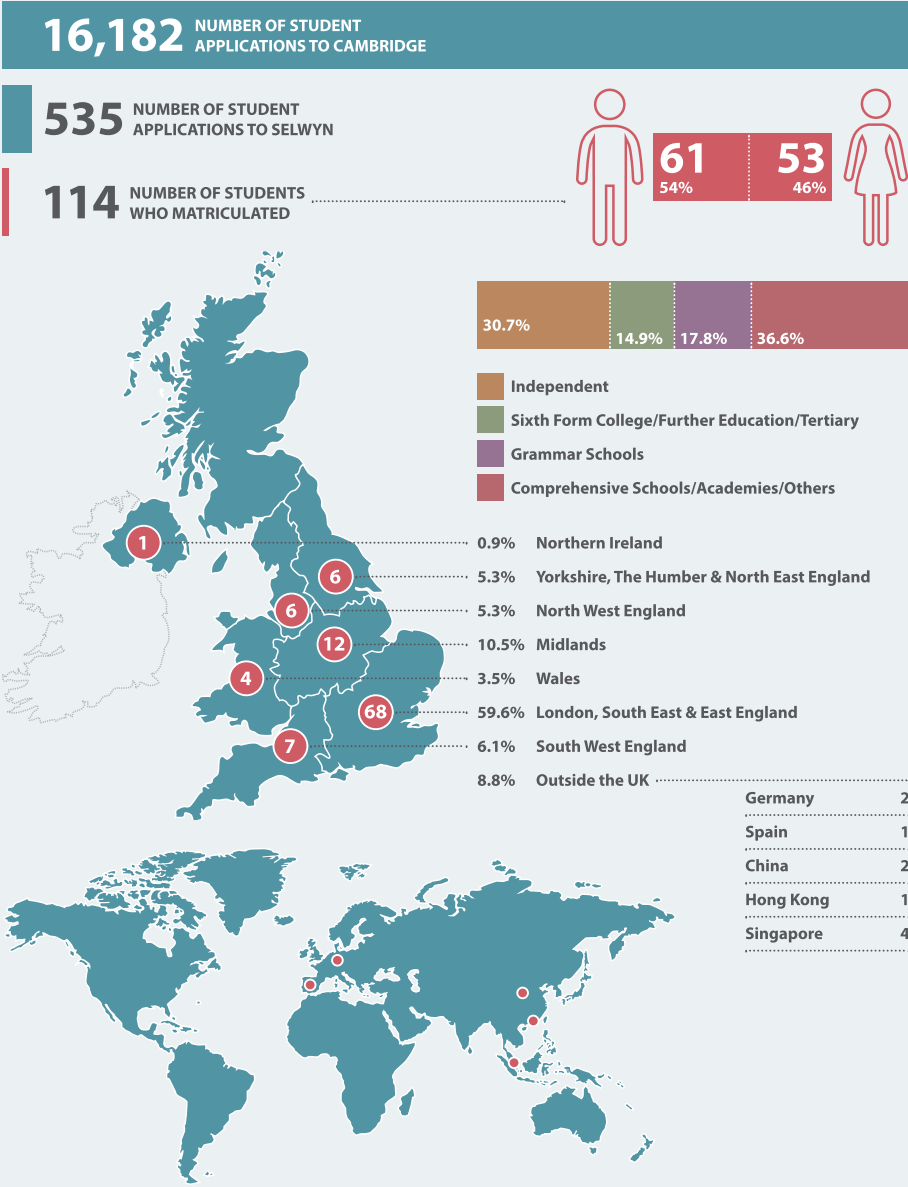 16,182 NUMBER OF STUDENT
APPLICATIONS TO CAMBRIDGE
535 NUMBER OF STUDENT
APPLICATIONS TO SELWYN
114 NUMBER OF STUDENTS
WHO MATRICULATED
61 53
54% 46%
30.7% 14.9% 17.8% 36.6%
Independent
Sixth Form College/Further Education/Tertiary
Grammar Schools
Comprehensive Schools/Academies/Others
1 0.9% Northern Ireland
6 5.3% Yorkshire, The Humber & North East England
6 5.3% North West England
12 10.5% Midlands
4 3.5% Wales
68 59.6% London, South East & East England
7 6.1% South West England
8.8% Outside the UK
Germany 2
Spain 1
China 2
Hong Kong 1
Singapore 4